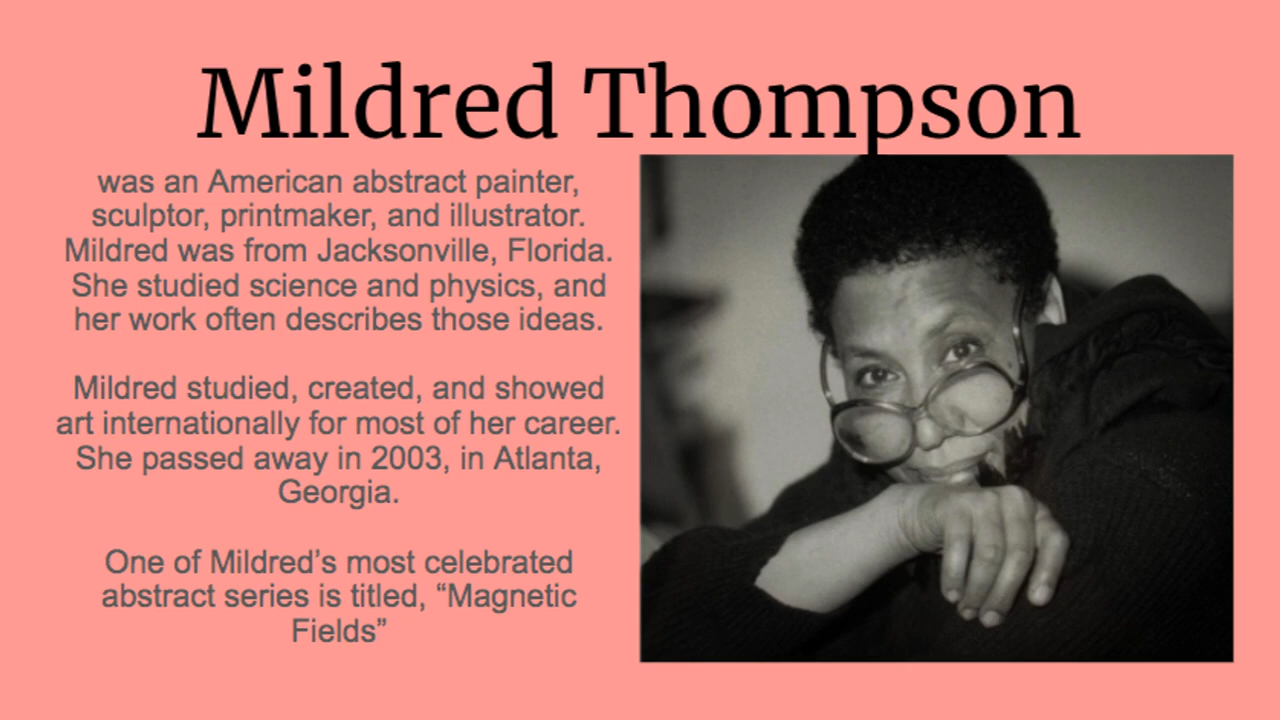 Mildred Thompson
was an American abstract painter,
sculptor, printmaker, and illustrator.
Mildred was from Jacksonville, Florida.
She studied science and physics, and
her work often describes those ideas.
Mildred studied, created, and showed
art internationally for most of her career.
She passed away in 2003, in Atlanta,
Georgia.
One of Mildred’s most celebrated
abstract series is titled, “Magnetic
Fields”